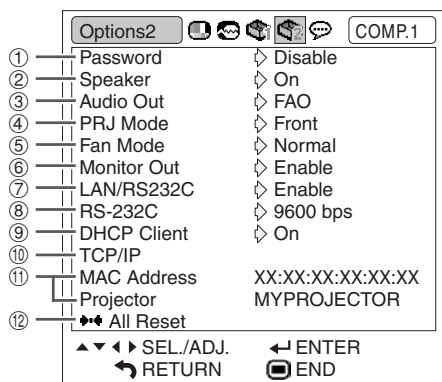 Options2 1 2 COMP.1
① Password Disable
② Speaker On
③ Audio Out FAO
④ PRJ Mode Front
⑤ Fan Mode Normal
⑥ Monitor Out Enable
⑦ LAN/RS232C Enable
⑧ RS-232C 9600 bps
⑨ DHCP Client On
⑩ TCP/IP
⑪ MAC Address XX:XX:XX:XX:XX:XX
Projector MYPROJECTOR
⑫ All Reset
SEL./ADJ. ENTER
RETURN END